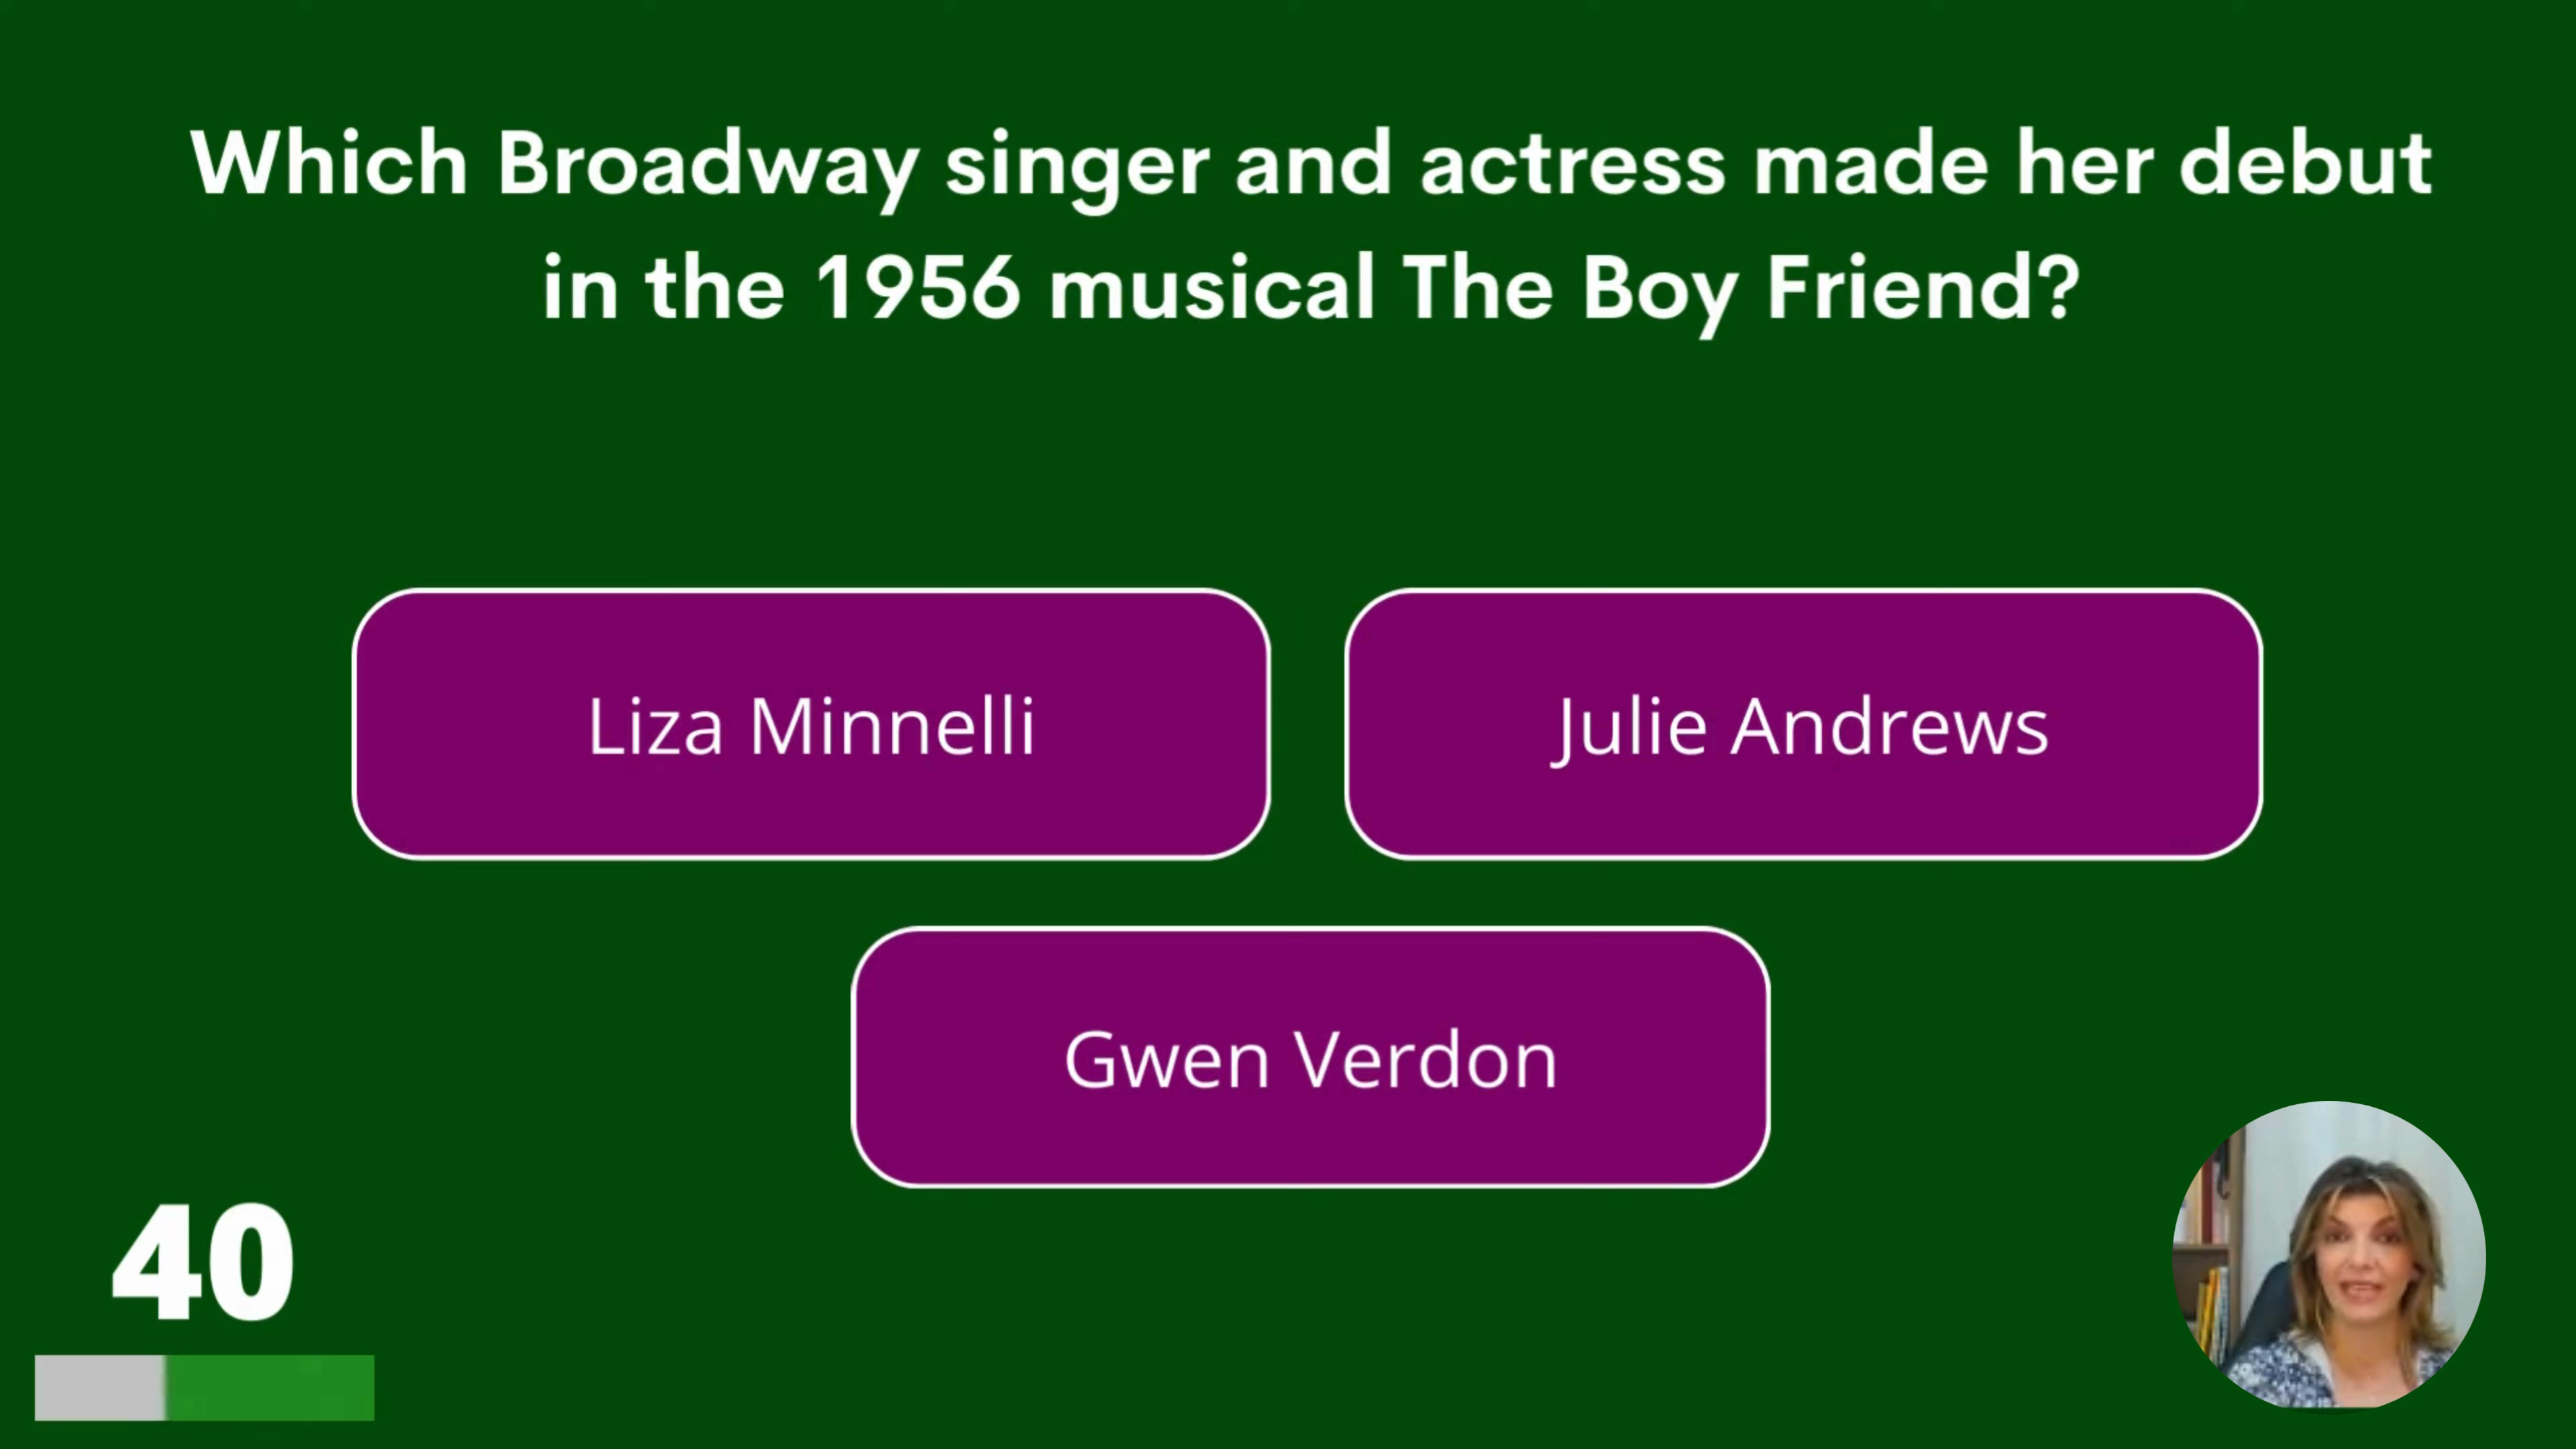 Which Broadway singer and actress made her debut
in the 1956 musical The Boy Friend?
Liza Minnelli
Julie Andrews
Gwen Verdon
40